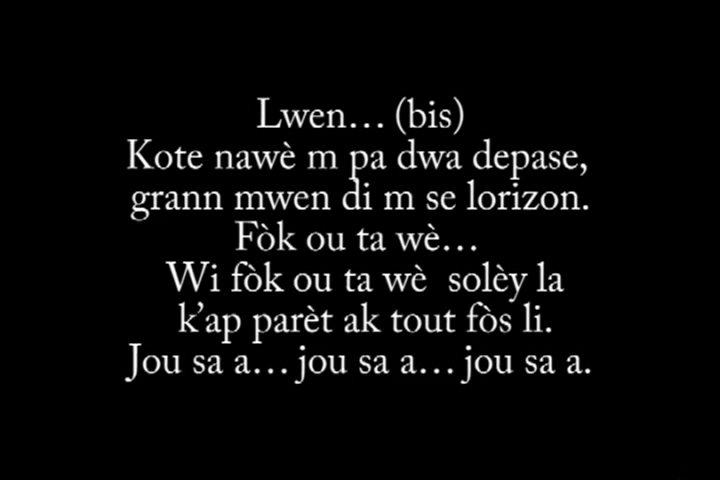 Lwen… (bis)
Kote nawè m pa dwa depase,
grann mwen di m se lorizon.
Fòk ou ta wè…
Wi fòk ou ta wè  solèy la
k’ap parèt ak tout fòs li.
Jou sa a… jou sa a… jou sa a.